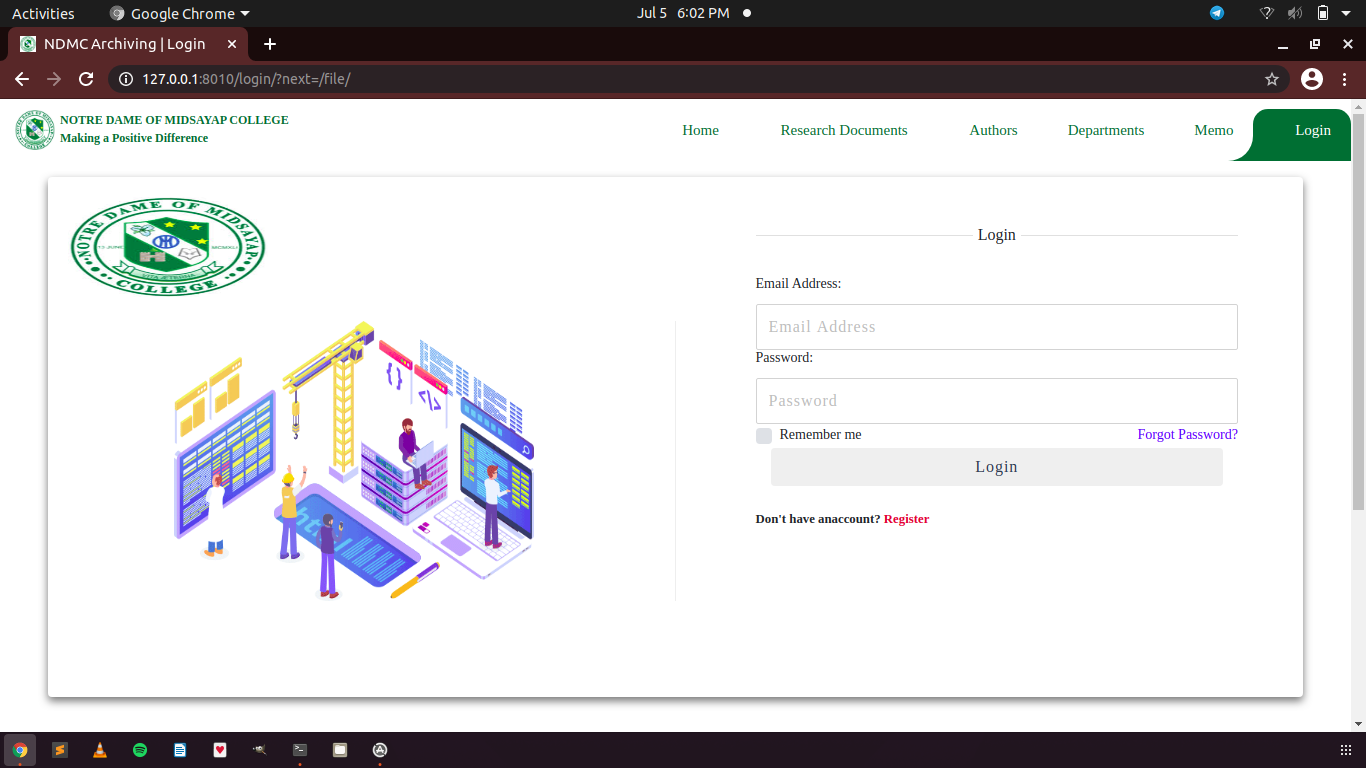 Activities
Google Chrome
Jul 5 6:02 PM
NDMC Archiving | Login
127.0.0.1:8010/login/?next=/file/
NOTRE DAME OF MIDSAYAP COLLEGE
Making a Positive Difference
Home
Research Documents
Authors
Departments
Memo
Login
NOTRE DAME OF MIDSAYAP
COLLEGE
Login
Email Address:
Email Address
Password:
Password
Remember me
Forgot Password?
Login
Don't have anaccount? Register
{}
</>
html